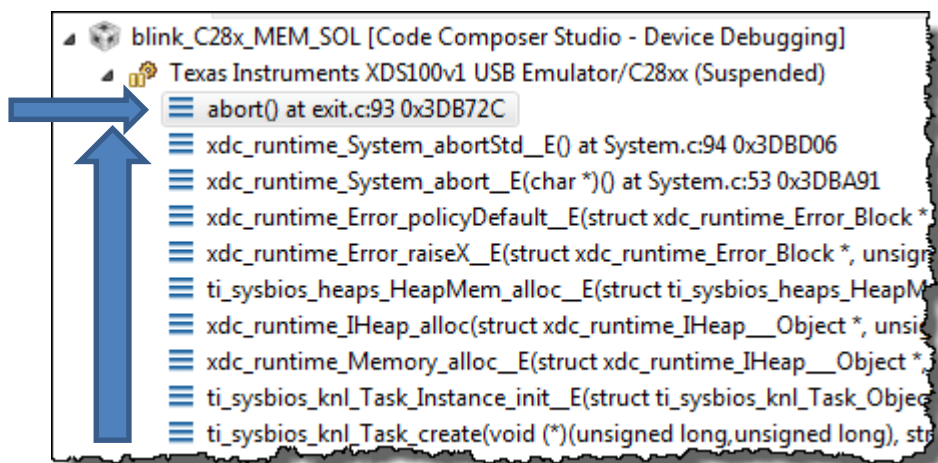 blink_C28x_MEM_SOL [Code Composer Studio - Device Debugging]
Texas Instruments XDS100v1 USB Emulator/C28xx (Suspended)
abort() at exit.c:93 0x3DB72C
xdc_runtime_System_abortStd__E() at System.c:94 0x3DBD06
xdc_runtime_System_abort__E(char *)() at System.c:53 0x3DBA91
xdc_runtime_Error_policyDefault__E(struct xdc_runtime_Error_Block *
xdc_runtime_Error_raiseX__E(struct xdc_runtime_Error_Block *, unsign
ti_sysbios_heaps_HeapMem_alloc__E(struct ti_sysbios_heaps_HeapM
xdc_runtime_IHeap_alloc(struct xdc_runtime_IHeap___Object *, unsi
xdc_runtime_Memory_alloc__E(struct xdc_runtime_IHeap___Object *,
ti_sysbios_knl_Task_Instance_init__E(struct ti_sysbios_knl_Task_Objec
ti_sysbios_knl_Task_create(void (*)(unsigned long,unsigned long), str